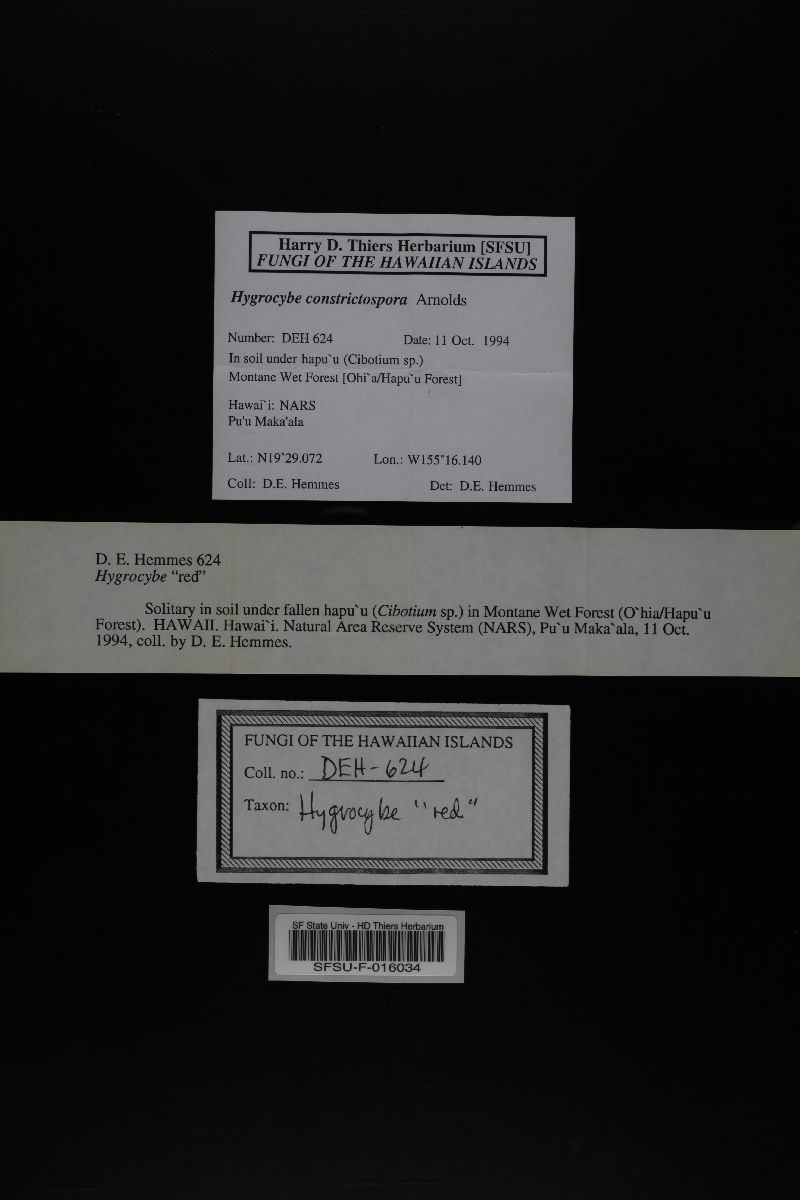 Harry D. Thiers Herbarium [SFSU]
FUNGI OF THE HAWAIIAN ISLANDS
Hygrocybe constrictospora Arnolds
Number: DEH 624 Date: 11 Oct. 1994
In soil under hapu`u (Cibotium sp.)
Montane Wet Forest [Ohi`a/Hapu`u Forest]
Hawai`i: NARS
Pu'u Maka'ala
Lat.: N19°29.072 Lon.: W155°16.140
Coll: D.E. Hemmes Det: D.E. Hemmes
D. E. Hemmes 624
Hygrocybe “red”
Solitary in soil under fallen hapu`u (Cibotium sp.) in Montane Wet Forest (O`hia/Hapu`u
Forest). HAWAII. Hawai`i. Natural Area Reserve System (NARS), Pu`u Maka`ala, 11 Oct.
1994, coll. by D. E. Hemmes.
FUNGI OF THE HAWAIIAN ISLANDS
Coll. no.: DEH-624
Taxon: Hygrocybe "red"
SF State Univ - HD Thiers Herbarium
SFSU-F-016034